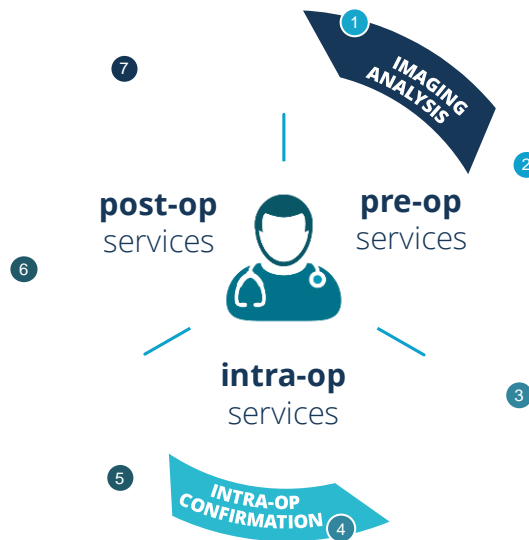 1
IMAGING
ANALYSIS
7
2
post-op
services
pre-op
services
6
intra-op
services
3
5
INTRA-OP
CONFIRMATION
4